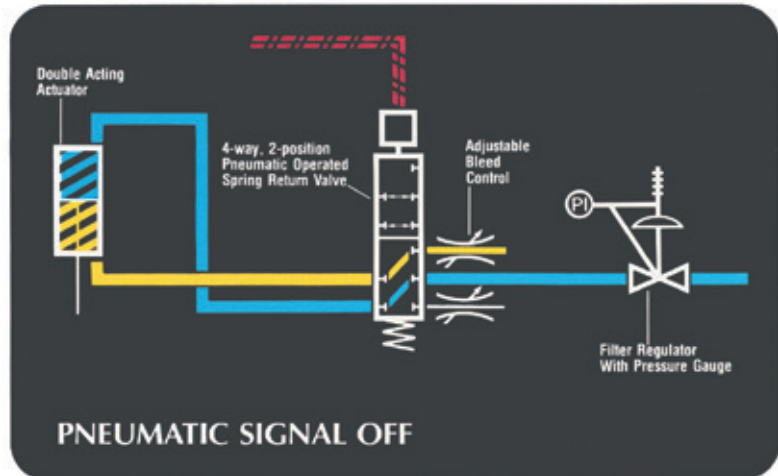 Double Acting
Actuator
4-way, 2-position
Pneumatic Operated
Spring Return Valve
Adjustable
Bleed
Control
PI
Filter Regulator
With Pressure Gauge
PNEUMATIC SIGNAL OFF